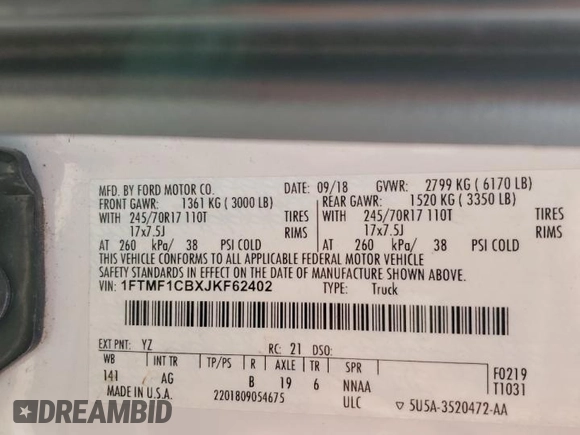 MFD. BY FORD MOTOR CO. DATE: 09/18 GVWR: 2799 KG ( 6170 LB)
FRONT GAWR: 1361 KG ( 3000 LB) REAR GAWR: 1520 KG ( 3350 LB)
WITH 245/70R17 110T TIRES WITH 245/70R17 110T TIRES
17x7.5J RIMS 17x7.5J RIMS
AT 260 kPa/ 38 PSI COLD AT 260 kPa/ 38 PSI COLD
THIS VEHICLE CONFORMS TO ALL APPLICABLE FEDERAL MOTOR VEHICLE
SAFETY STANDARDS IN EFFECT ON THE DATE OF MANUFACTURE SHOWN ABOVE.
VIN: 1FTMF1CBXJKF62402 TYPE: Truck
EXT PNT: YZ RC: 21 DSO:
WB INT TR TP/PS R AXLE TR SPR F0219
141 AG B 19 6 NNAA T1031
MADE IN U.S.A. 2201809054675 ULC ▽ 5U5A-3520472-AA
AUTOBIDCAR